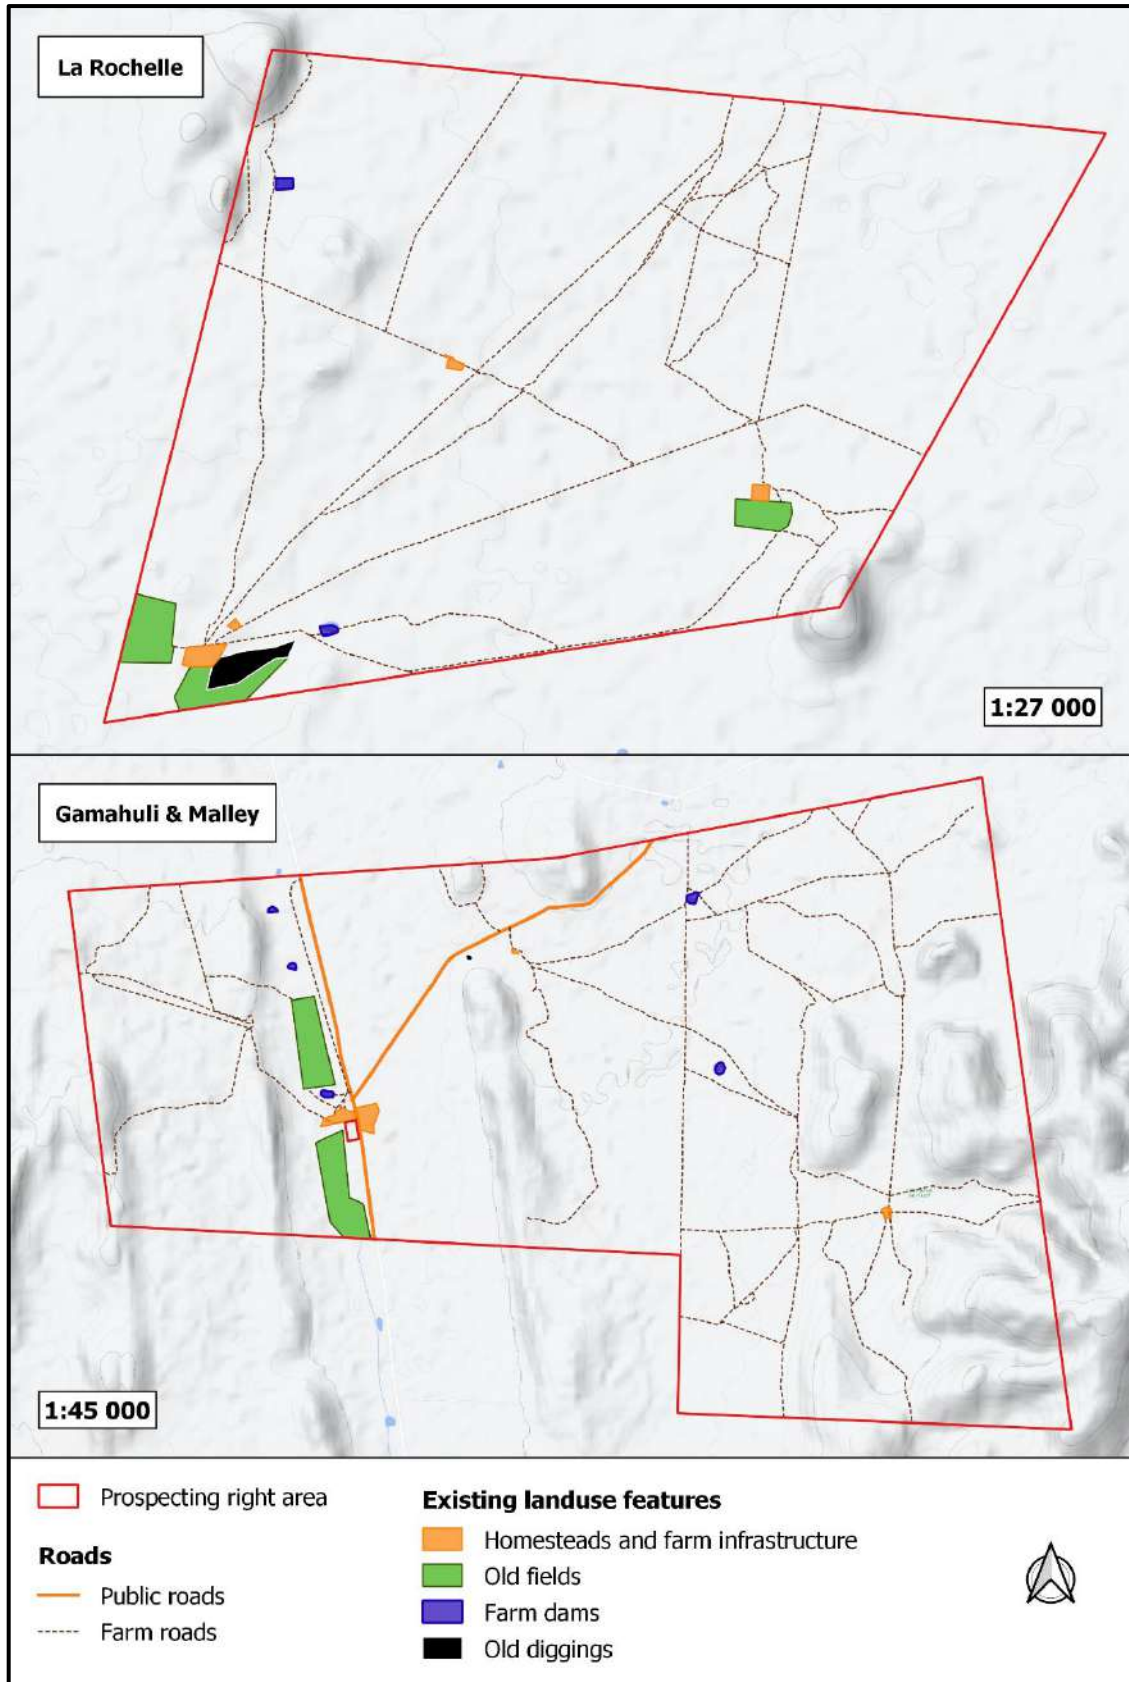 La Rochelle
1:27 000
Gamahuli & Malley
1:45 000
Prospecting right area
Roads
Public roads
Farm roads
Existing landuse features
Homesteads and farm infrastructure
Old fields
Farm dams
Old diggings